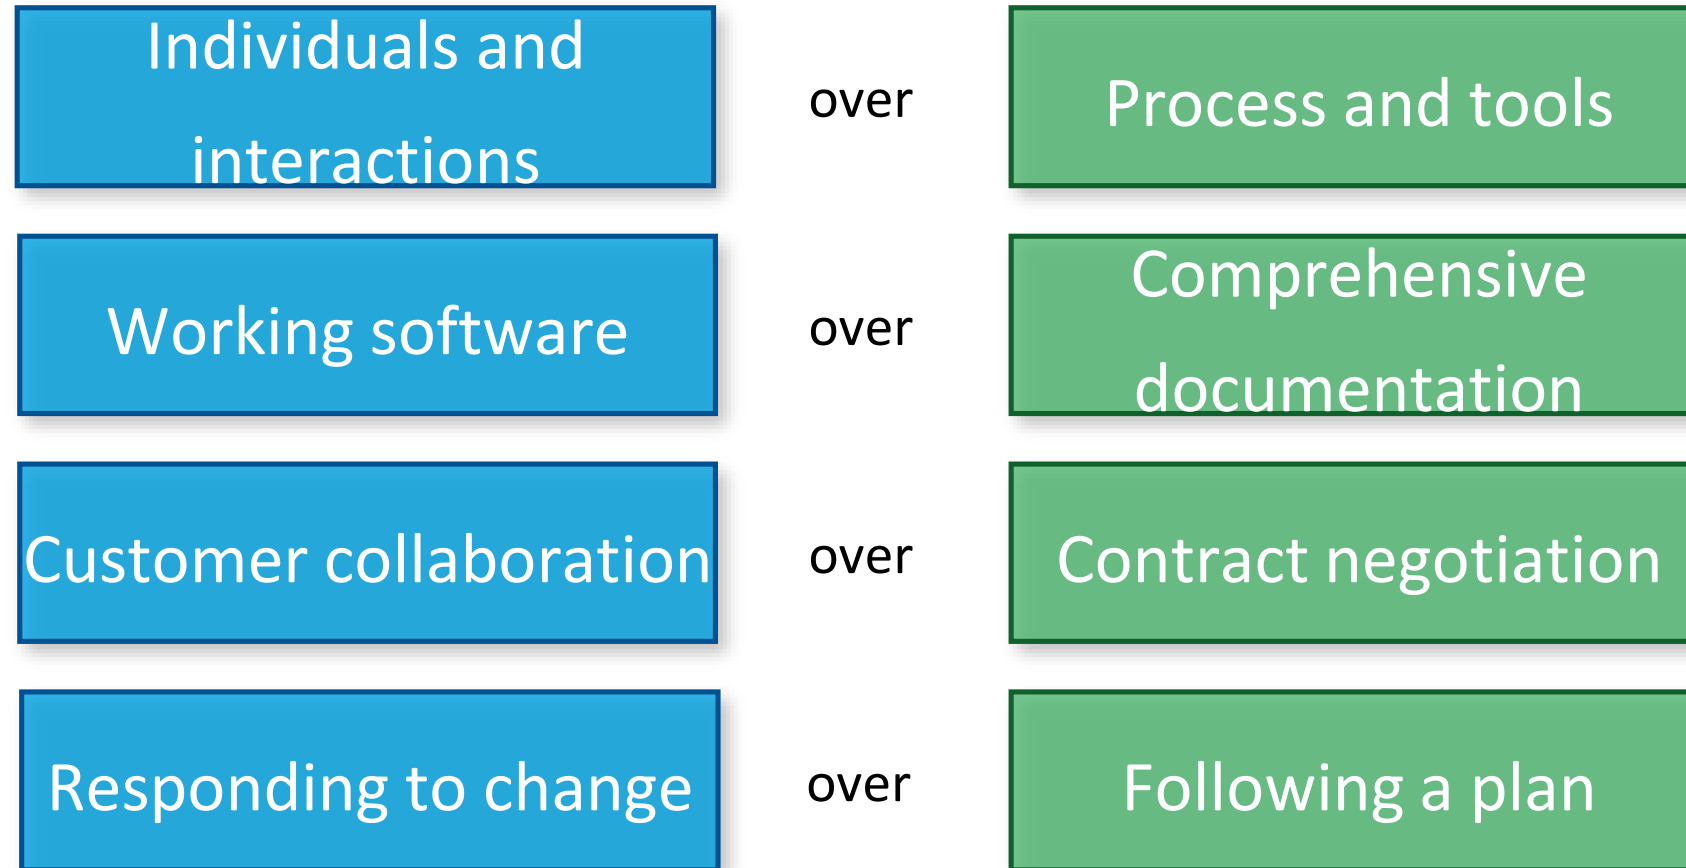 Individuals and
interactions
over
Process and tools
Working software
over
Comprehensive
documentation
Customer collaboration
over
Contract negotiation
Responding to change
over
Following a plan